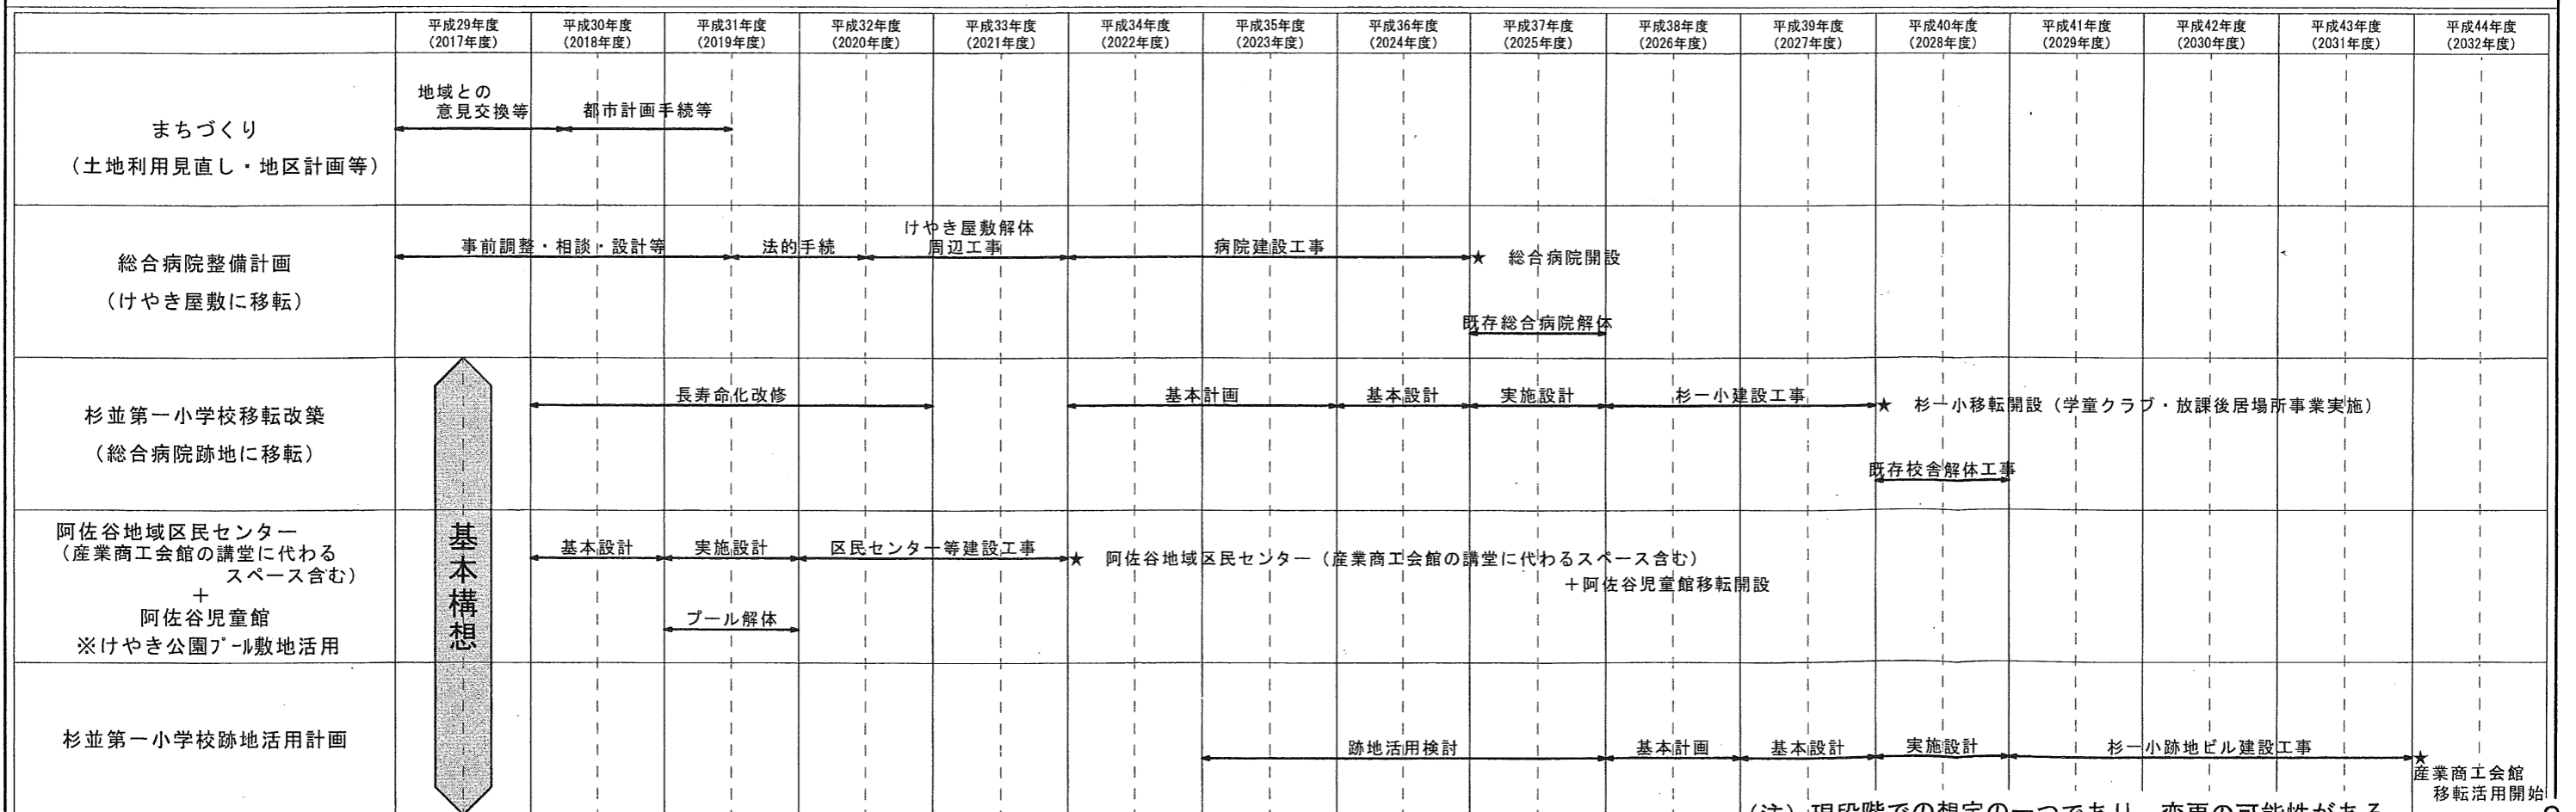 平成29年度 平成30年度 平成31年度 平成32年度 平成33年度 平成34年度 平成35年度 平成36年度 平成37年度 平成38年度 平成39年度 平成40年度 平成41年度 平成42年度 平成43年度 平成44年度
(2017年度) (2018年度) (2019年度) (2020年度) (2021年度) (2022年度) (2023年度) (2024年度) (2025年度) (2026年度) (2027年度) (2028年度) (2029年度) (2030年度) (2031年度) (2032年度)
まちづくり
(土地利用見直し・地区計画等)
地域との
意見交換等
都市計画手続等
総合病院整備計画
(けやき屋敷に移転)
事前調整・相談・設計等
法的手続
けやき屋敷解体
周辺工事
病院建設工事
★ 総合病院開設
既存総合病院解体
杉並第一小学校移転改築
(総合病院跡地に移転)
長寿命化改修
基本計画
基本設計
実施設計
杉一小建設工事
★ 杉一小移転開設(学童クラブ・放課後居場所事業実施)
既存校舎解体工事
基本構想
阿佐谷地域区民センター
(産業商工会館の講堂に代わる
スペース含む)
+
阿佐谷児童館
※けやき公園プール敷地活用
基本設計
実施設計
区民センター等建設工事
★ 阿佐谷地域区民センター(産業商工会館の講堂に代わるスペース含む)
+阿佐谷児童館移転開設
プール解体
杉並第一小学校跡地活用計画
跡地活用検討
基本計画
基本設計
実施設計
杉一小跡地ビル建設工事
★
産業商工会館
移転活用開始
(注)現段階での想定の一つであり、変更の可能性がある